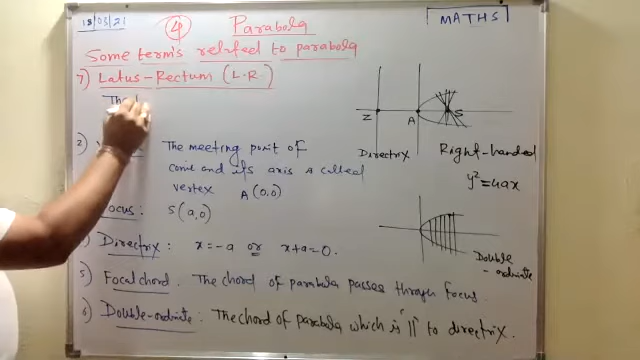 18/03/21
4
Parabola
MATHS
Some term's related to parabola
7) Latus-Rectum (L.R)
The
2)
The meeting point of
conic and its axis is called
vertex A(0,0)
Focus: S(a,0)
Directrix: x=-a or x+a=0.
5) Focal chord. The chord of parabola passes through focus.
6) Double-ordinate: The chord of parabola which is || to directrix.
Z
A
S
Directrix
Right-handed
y²=4ax
Double
-ordinate